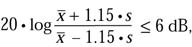 20 • log x̅ + 1.15 • s / x̅ − 1.15 • s ≤ 6 dB,